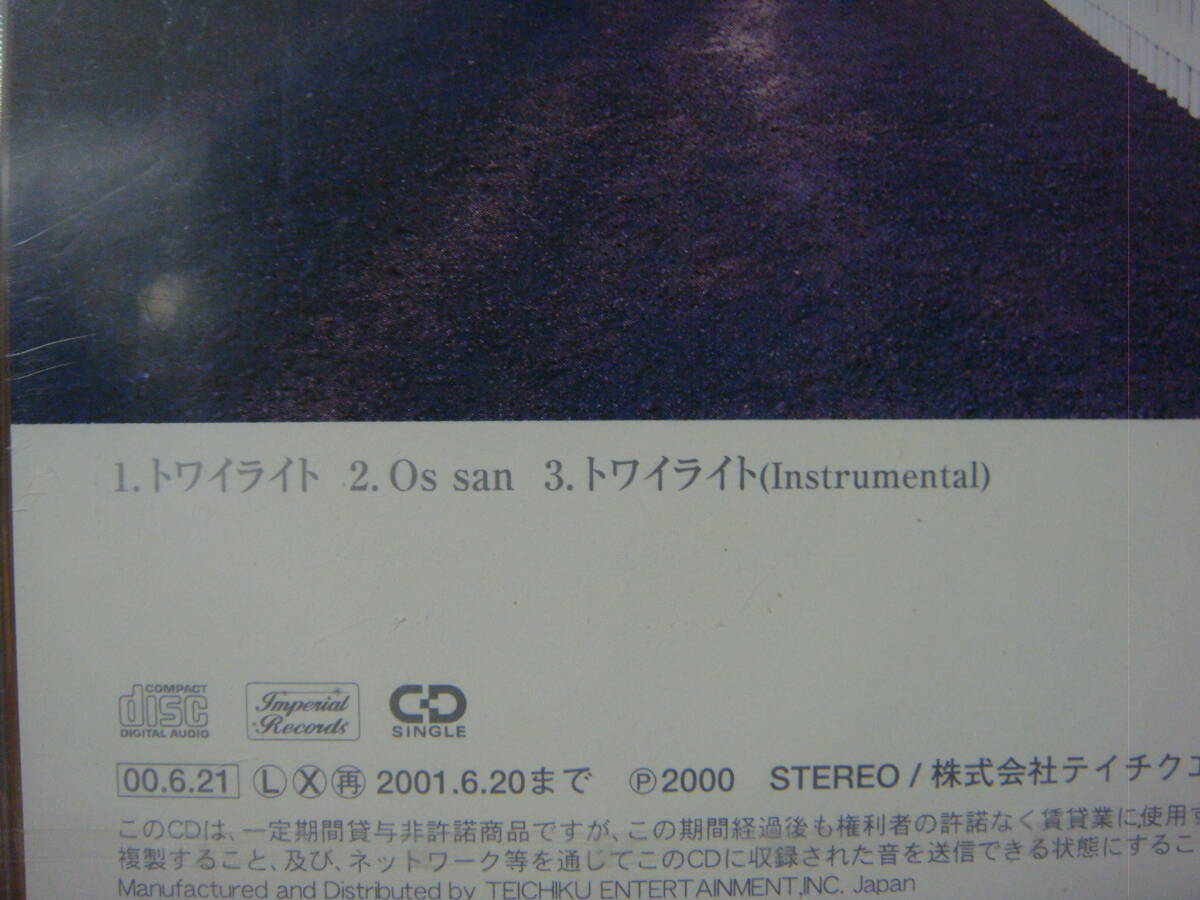 1.トワイライト 2.Os san 3.トワイライト(Instrumental)
COMPACT disc DIGITAL AUDIO
Imperial Records
CD SINGLE
00.6.21 Ⓛ Ⓧ ㊢ 2001.6.20まで Ⓟ2000 STEREO / 株式会社テイチクエ
このCDは、一定期間貸与非許諾商品ですが、この期間経過後も権利者の許諾なく賃貸業に使用す
複製すること、及び、ネットワーク等を通じてこのCDに収録された音を送信できる状態にするこ
Manufactured and Distributed by TEICHIKU ENTERTAINMENT,INC. Japan